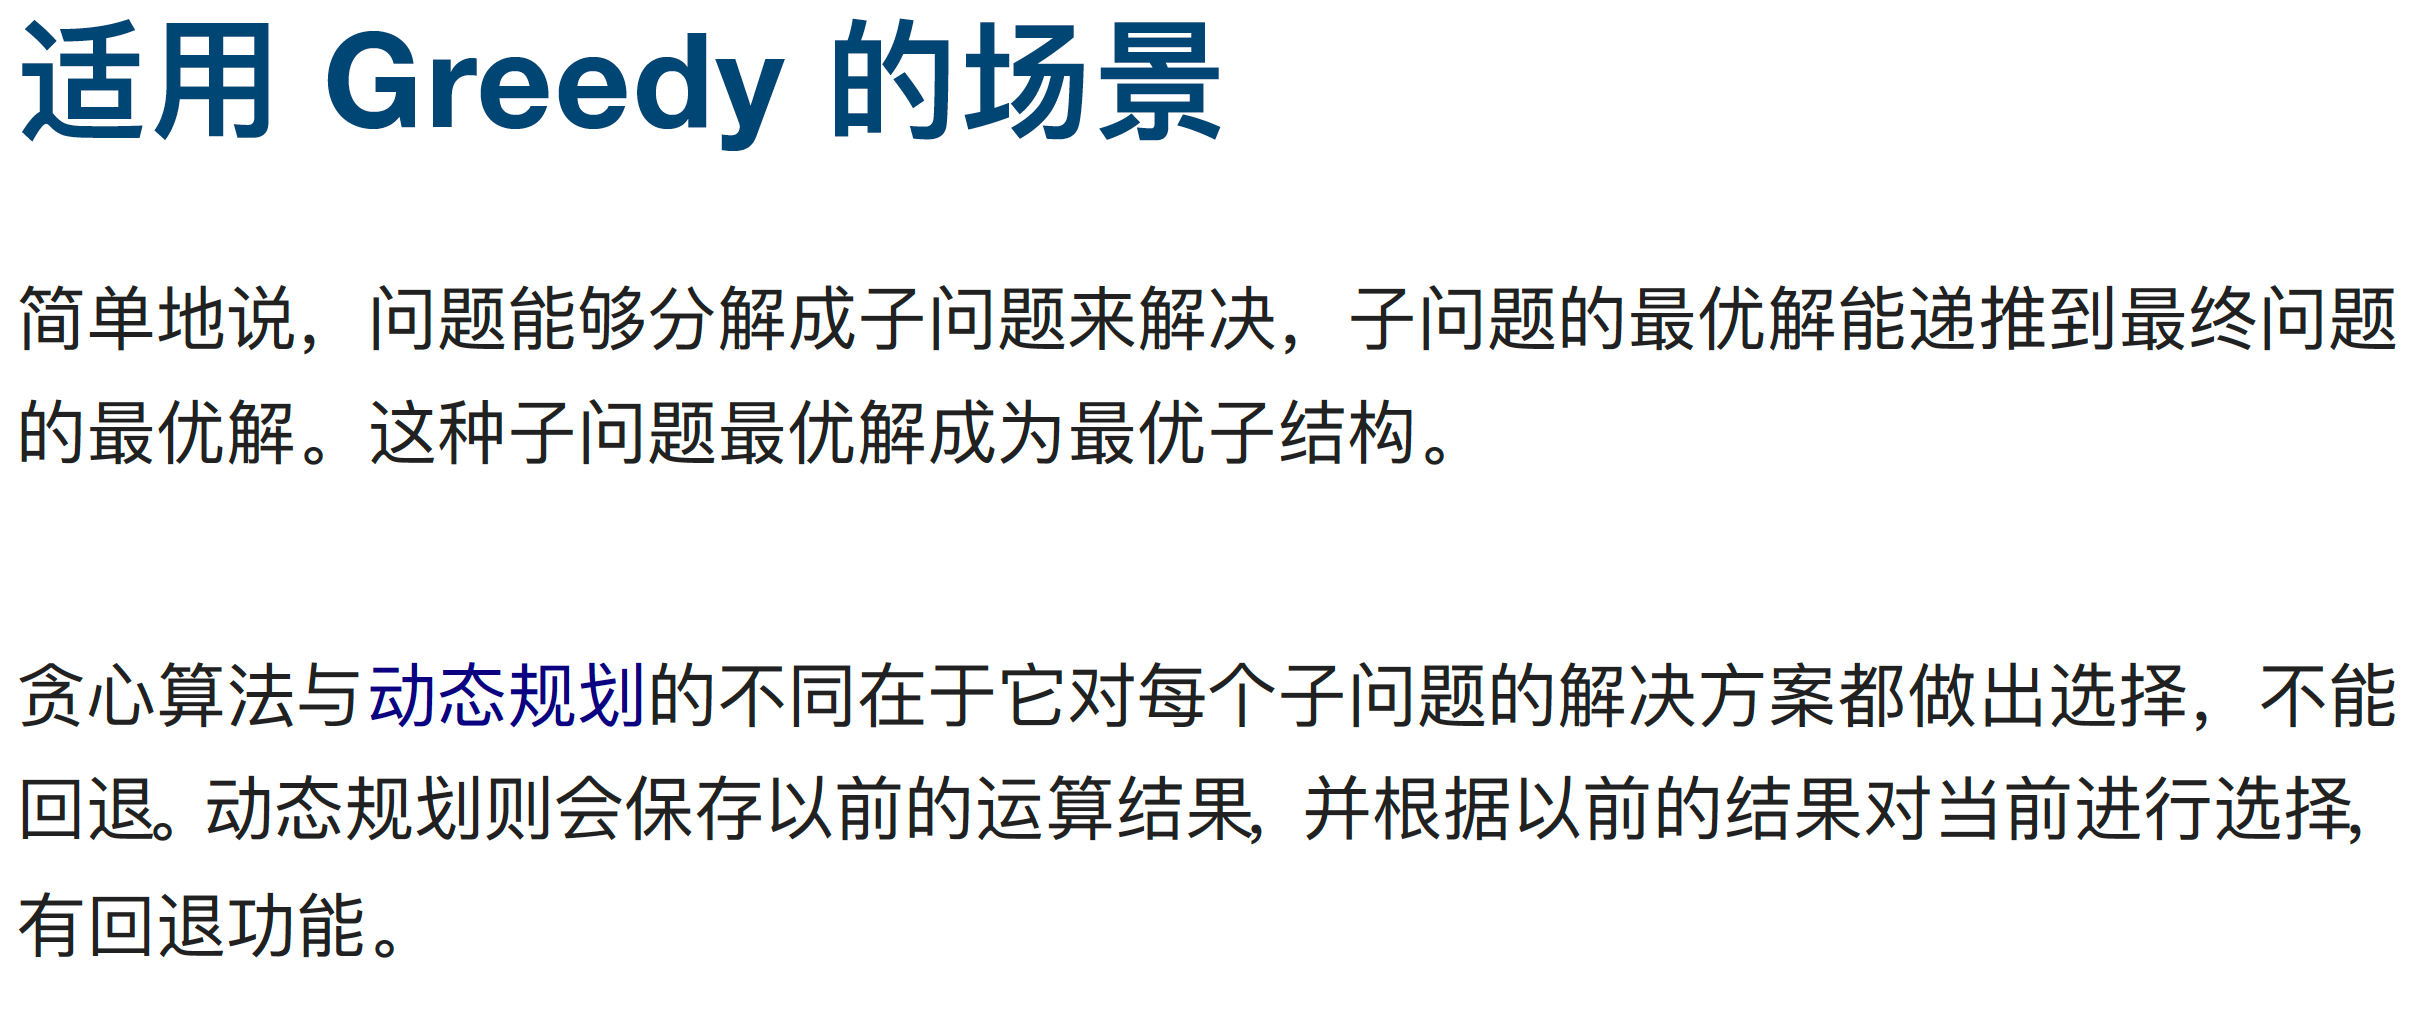 适用 Greedy 的场景
简单地说，问题能够分解成子问题来解决，子问题的最优解能递推到最终问题
的最优解。这种子问题最优解成为最优子结构。
贪心算法与动态规划的不同在于它对每个子问题的解决方案都做出选择，不能
回退。动态规划则会保存以前的运算结果，并根据以前的结果对当前进行选择，
有回退功能。